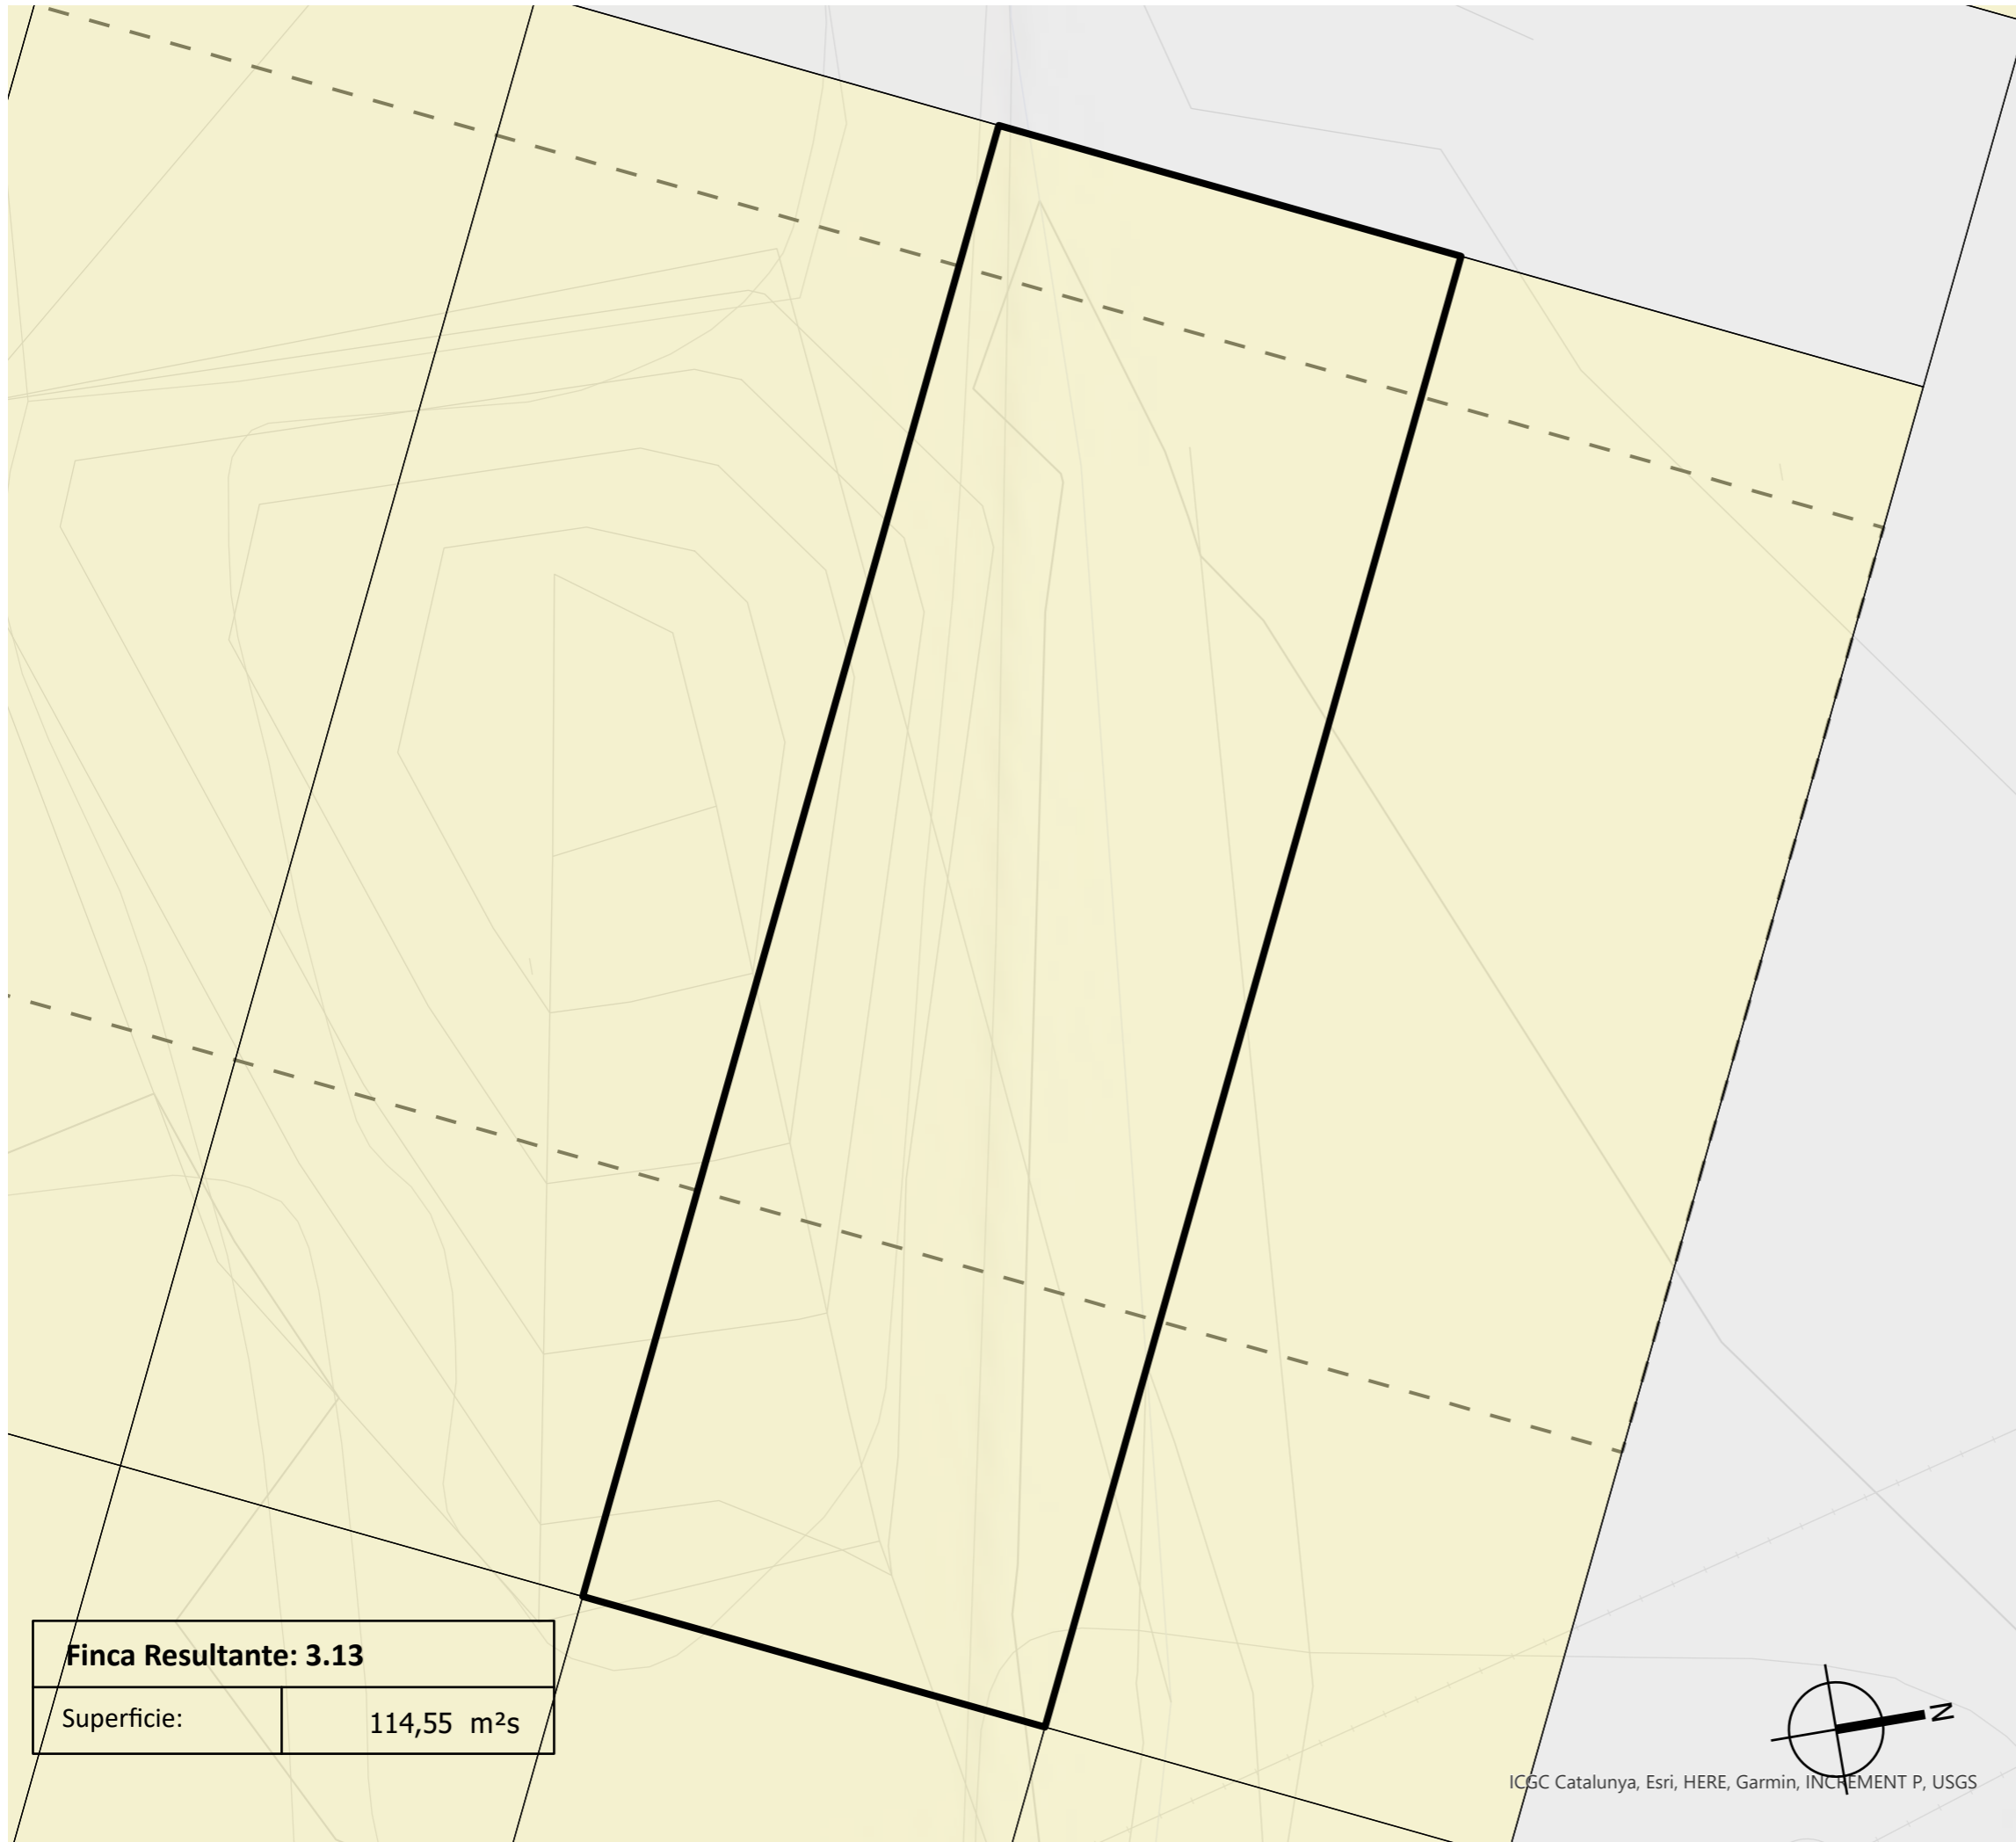 Finca Resultante: 3.13
Superficie: 114,55 m²s
N
ICGC Catalunya, Esri, HERE, Garmin, INCREMENT P, USGS